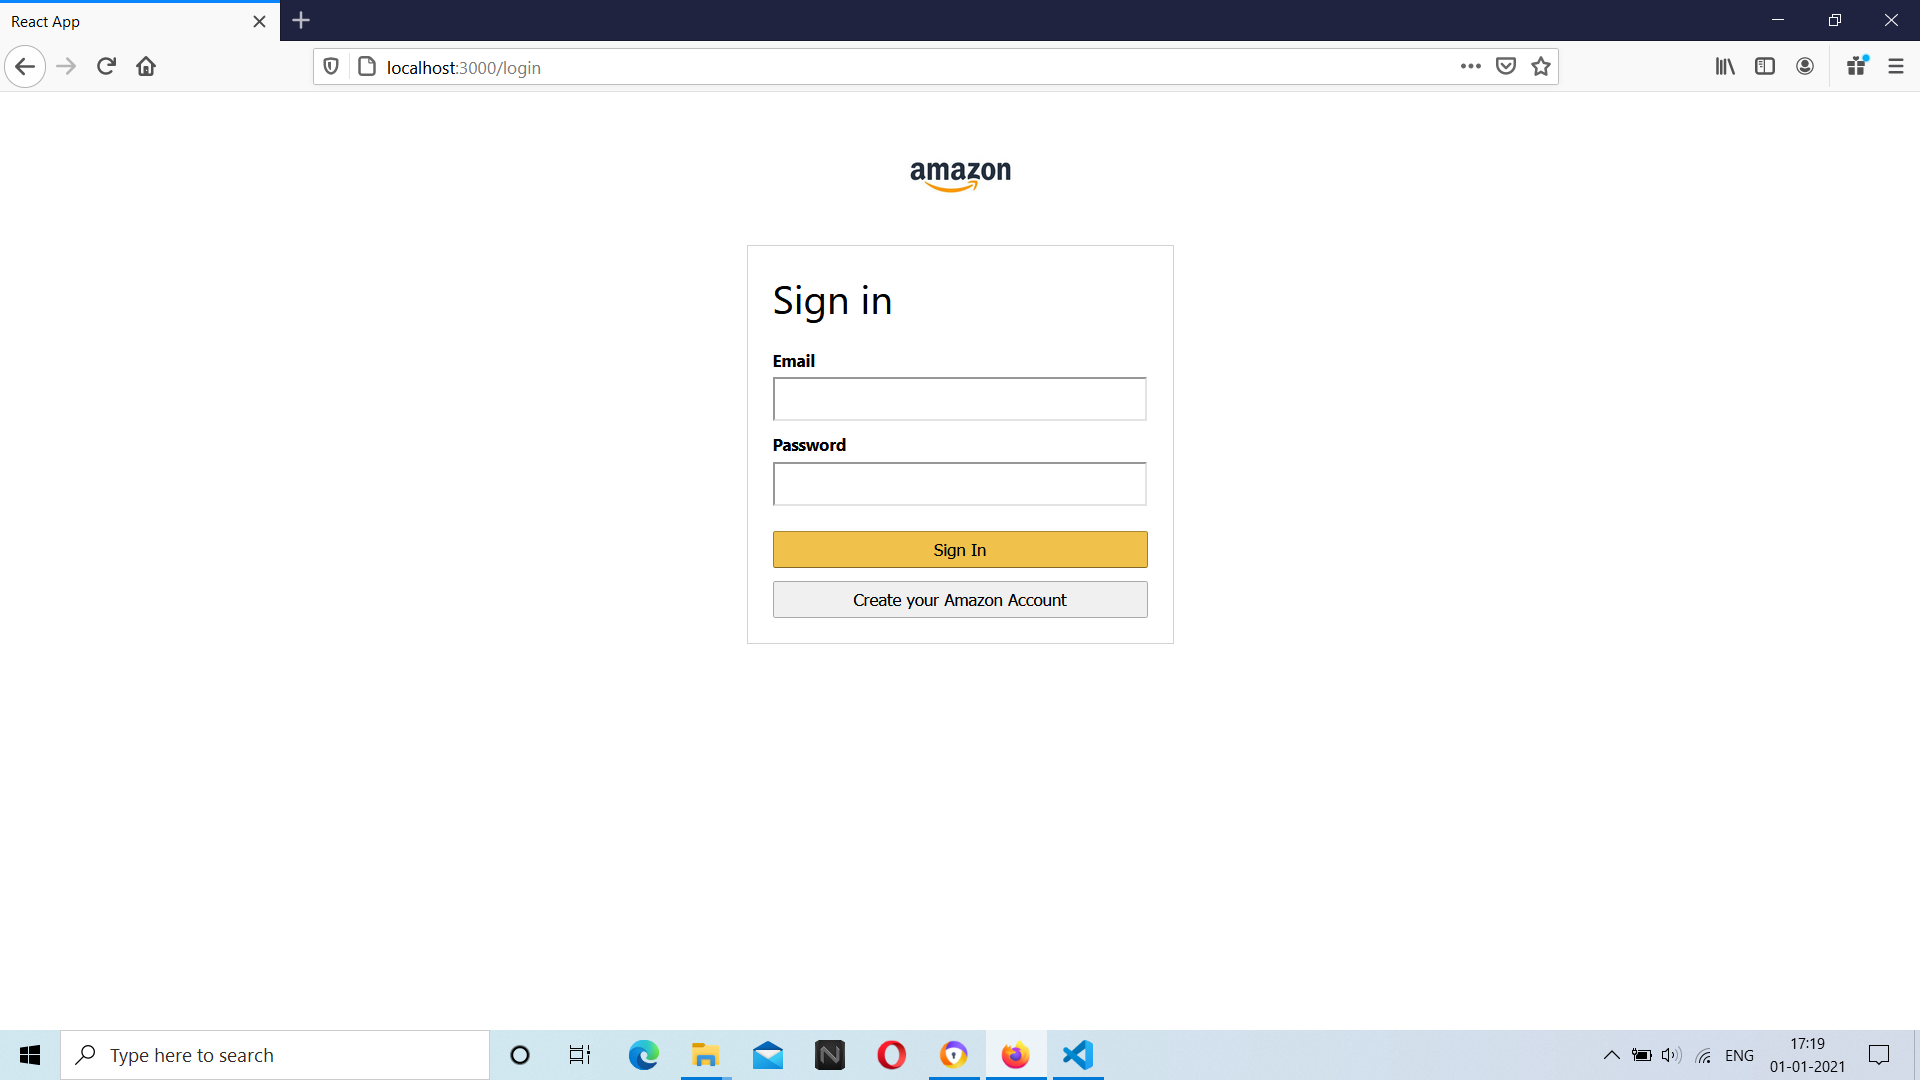 React App
localhost:3000/login
amazon
Sign in
Email
Password
Sign In
Create your Amazon Account
Type here to search
N
ENG
17:19
01-01-2021